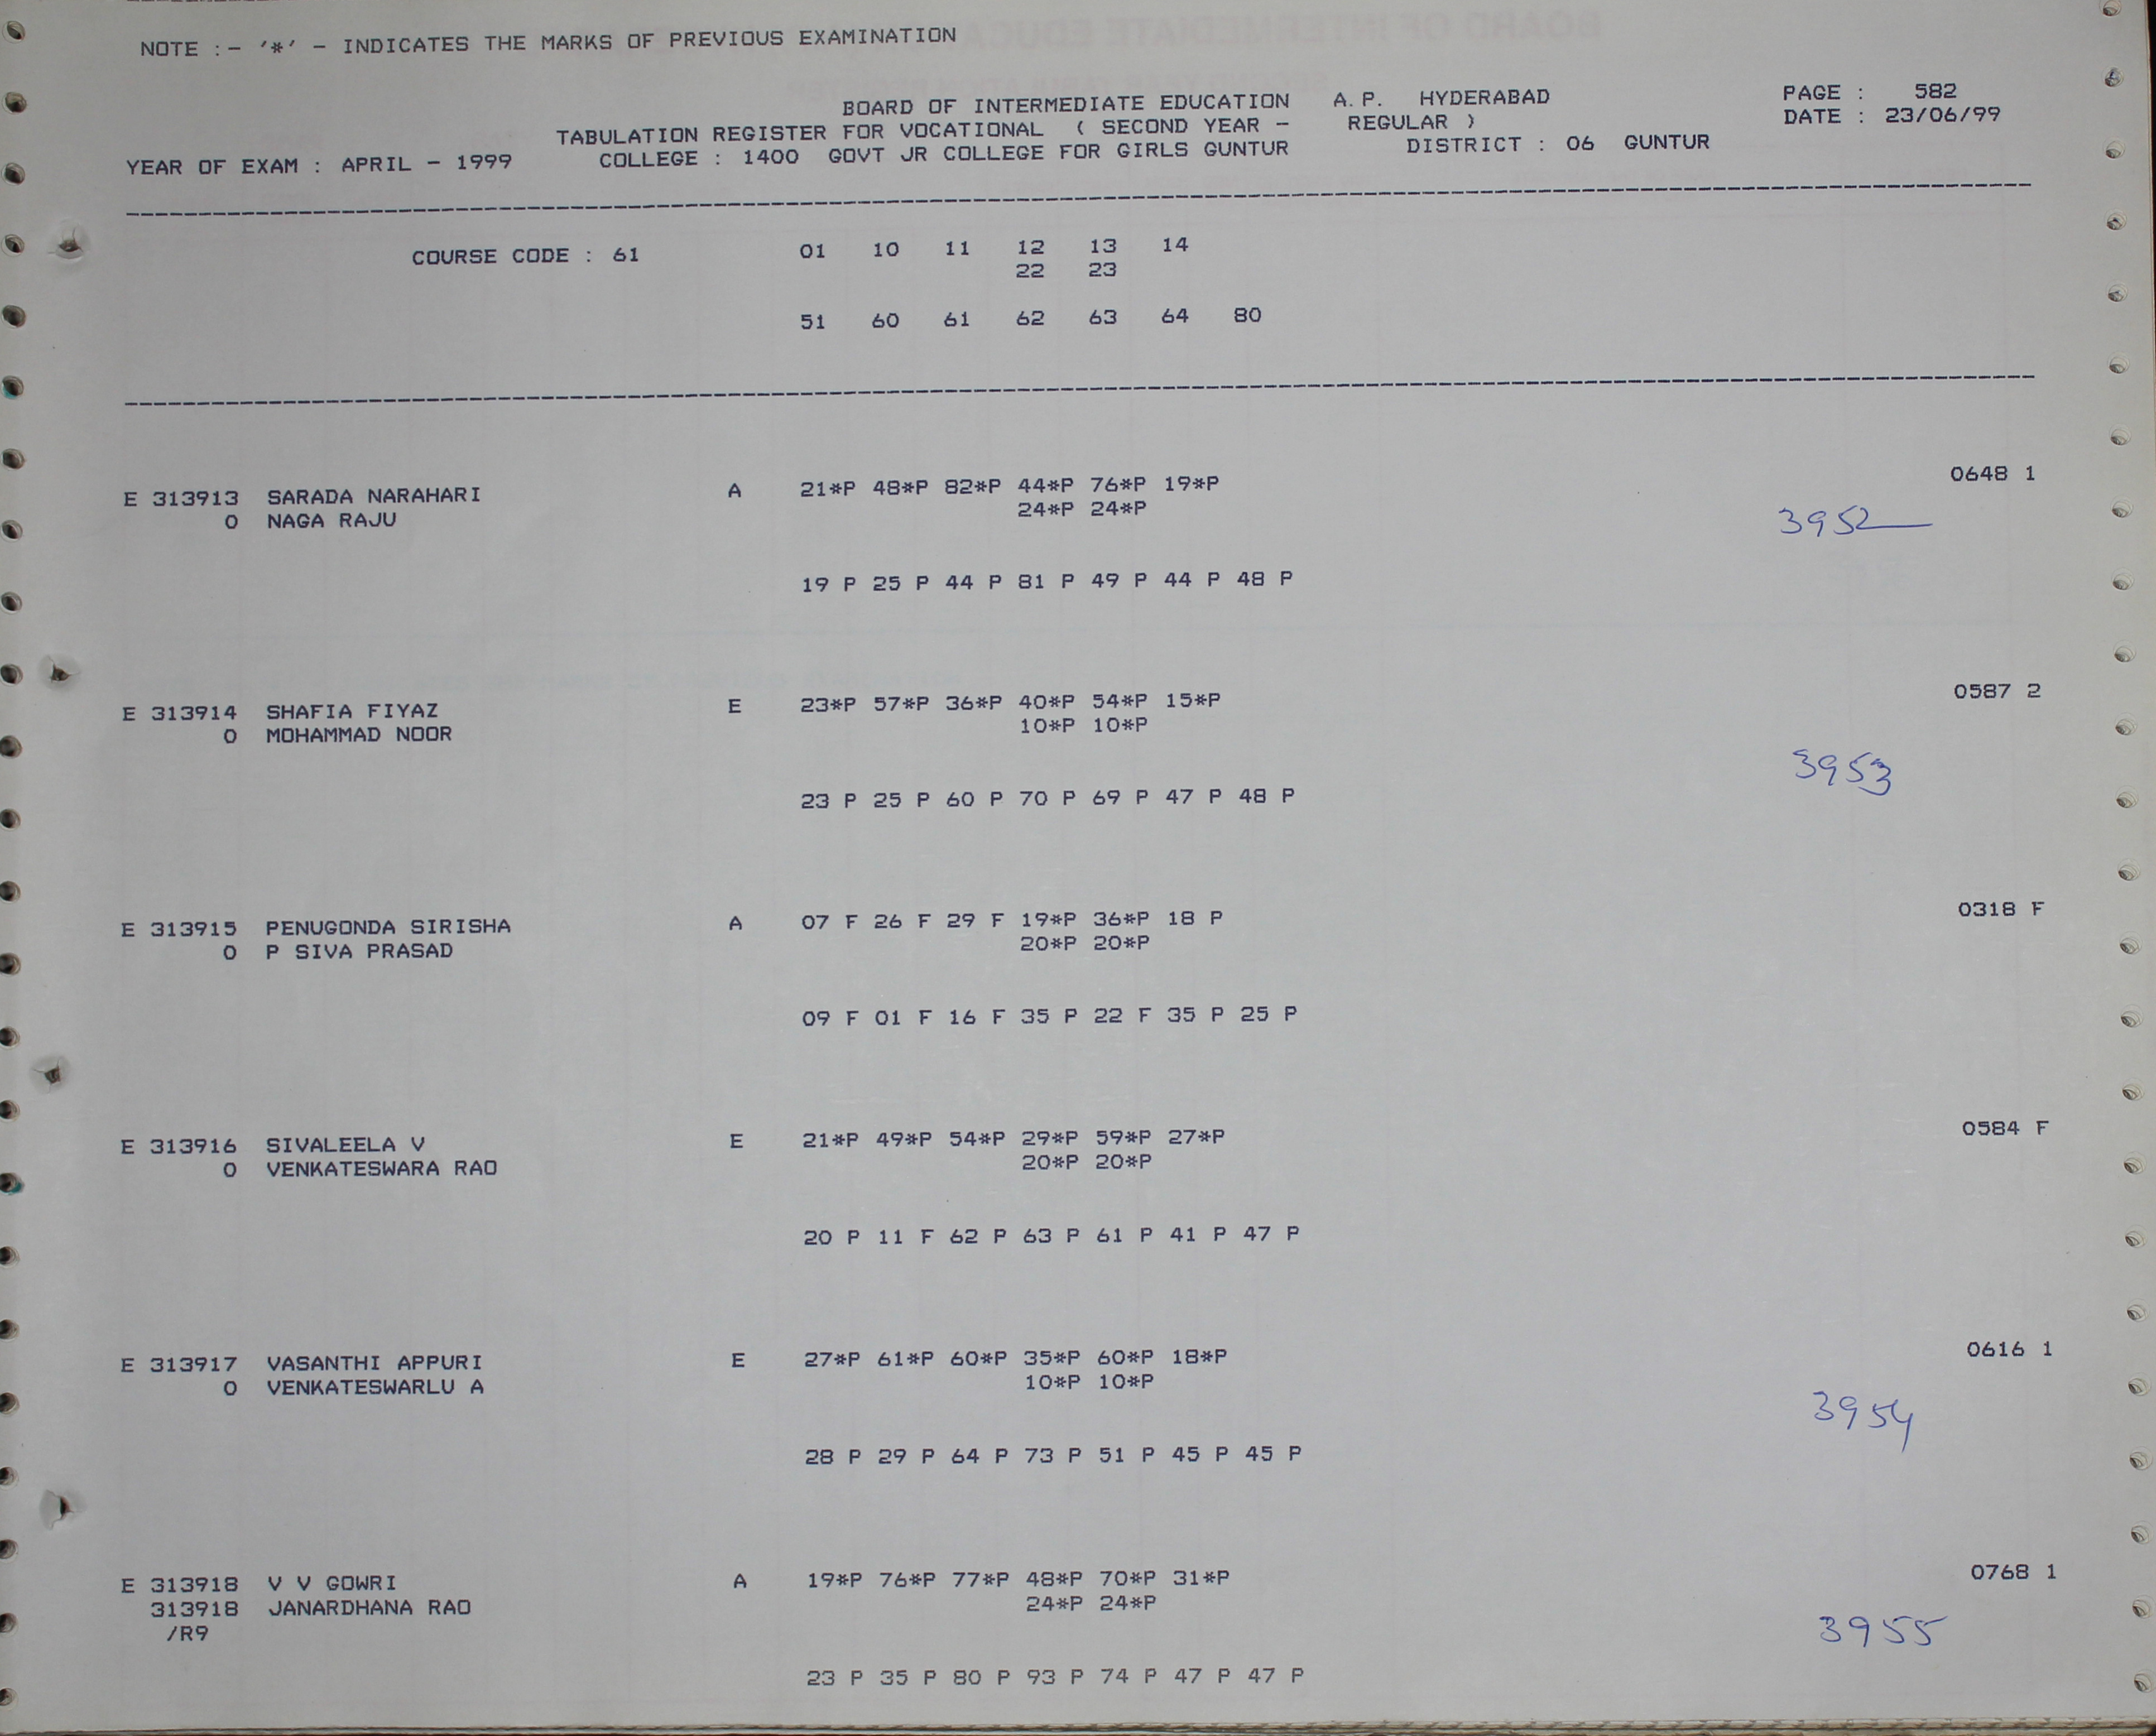 NOTE :- '*' - INDICATES THE MARKS OF PREVIOUS EXAMINATION
BOARD OF INTERMEDIATE EDUCATION A.P. HYDERABAD PAGE : 582
TABULATION REGISTER FOR VOCATIONAL ( SECOND YEAR - REGULAR ) DATE : 23/06/99
YEAR OF EXAM : APRIL - 1999 COLLEGE : 1400 GOVT JR COLLEGE FOR GIRLS GUNTUR DISTRICT : 06 GUNTUR
COURSE CODE : 61 01 10 11 12 13 14
22 23
51 60 61 62 63 64 80
E 313913 SARADA NARAHARI A 21*P 48*P 82*P 44*P 76*P 19*P 0648 1
0 NAGA RAJU 24*P 24*P
3952
19 P 25 P 44 P 81 P 49 P 44 P 48 P
E 313914 SHAFIA FIYAZ E 23*P 57*P 36*P 40*P 54*P 15*P 0587 2
0 MOHAMMAD NOOR 10*P 10*P
3953
23 P 25 P 60 P 70 P 69 P 47 P 48 P
E 313915 PENUGONDA SIRISHA A 07 F 26 F 29 F 19*P 36*P 18 P 0318 F
0 P SIVA PRASAD 20*P 20*P
09 F 01 F 16 F 35 P 22 F 35 P 25 P
E 313916 SIVALEELA V E 21*P 49*P 54*P 29*P 59*P 27*P 0584 F
0 VENKATESWARA RAO 20*P 20*P
20 P 11 F 62 P 63 P 61 P 41 P 47 P
E 313917 VASANTHI APPURI E 27*P 61*P 60*P 35*P 60*P 18*P 0616 1
0 VENKATESWARLU A 10*P 10*P
3954
28 P 29 P 64 P 73 P 51 P 45 P 45 P
E 313918 V V GOWRI A 19*P 76*P 77*P 48*P 70*P 31*P 0768 1
313918 JANARDHANA RAO 24*P 24*P
/R9 3955
23 P 35 P 80 P 93 P 74 P 47 P 47 P